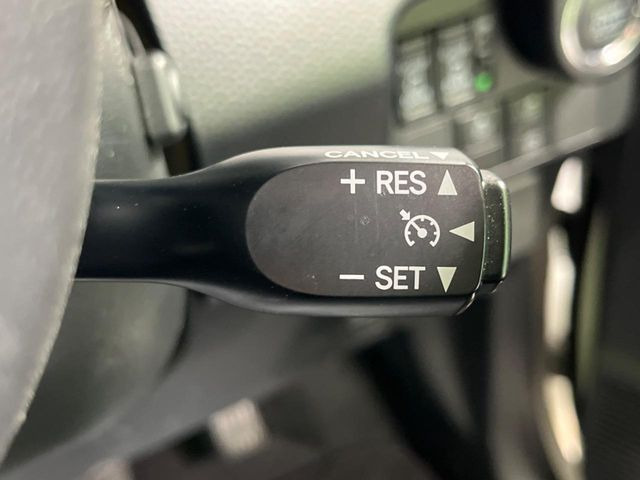 CANCEL▼
+ RES ▲
◀
− SET ▼